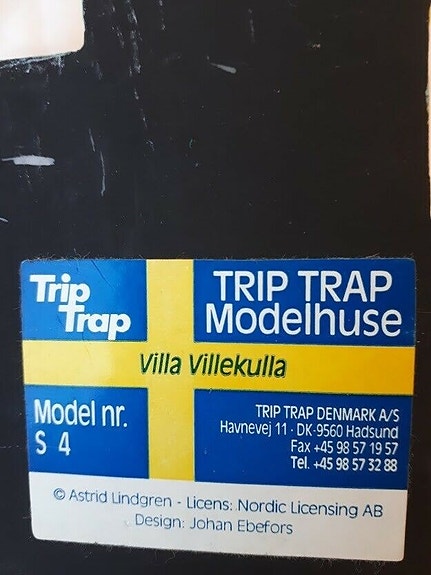 Trip
Trap
TRIP TRAP
Modelhuse
Villa Villekulla
Model nr.
S 4
TRIP TRAP DENMARK A/S
Havnevej 11 · DK-9560 Hadsund
Fax +45 98 57 19 57
Tel. +45 98 57 32 88
© Astrid Lindgren - Licens: Nordic Licensing AB
Design: Johan Ebefors